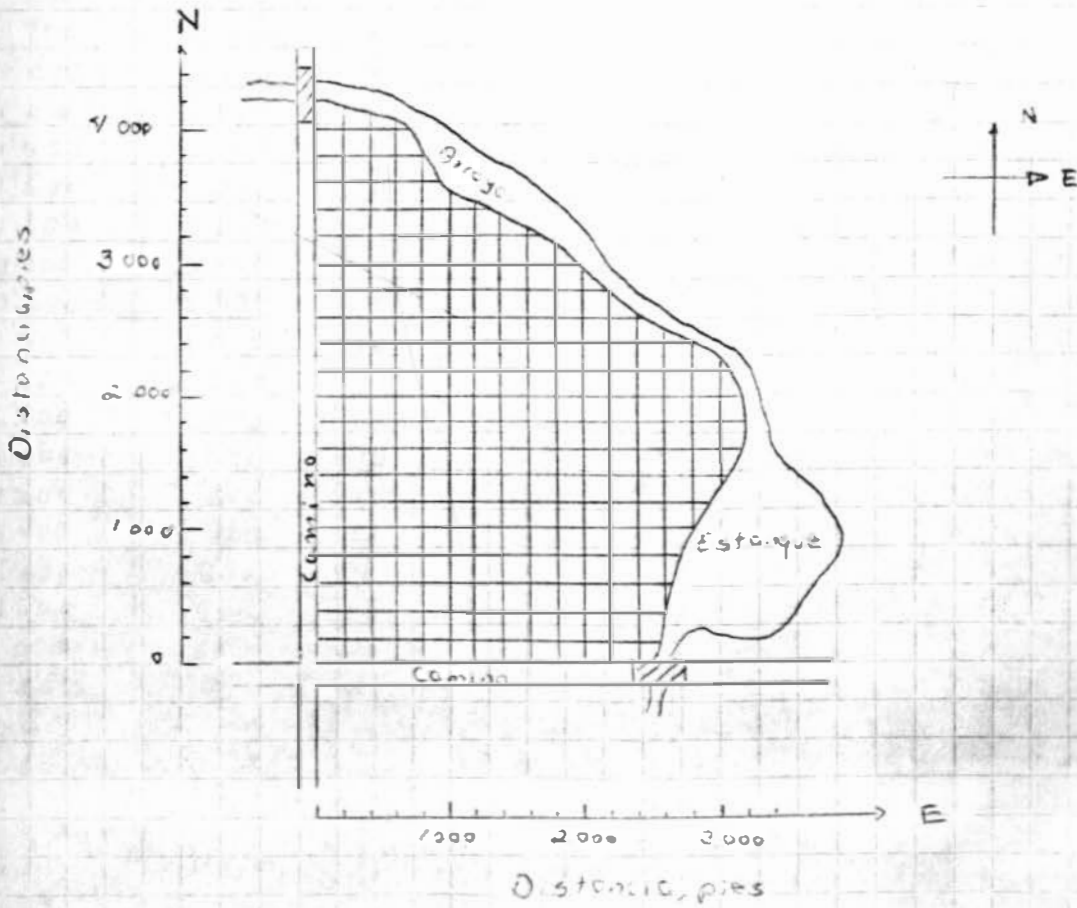 N
4 000
3 000
2 000
1 000
0
Distancia, pies
Arroyo
N
E
Camino
Estanque
Camino
1000
2 000
3 000
E
Distancia, pies